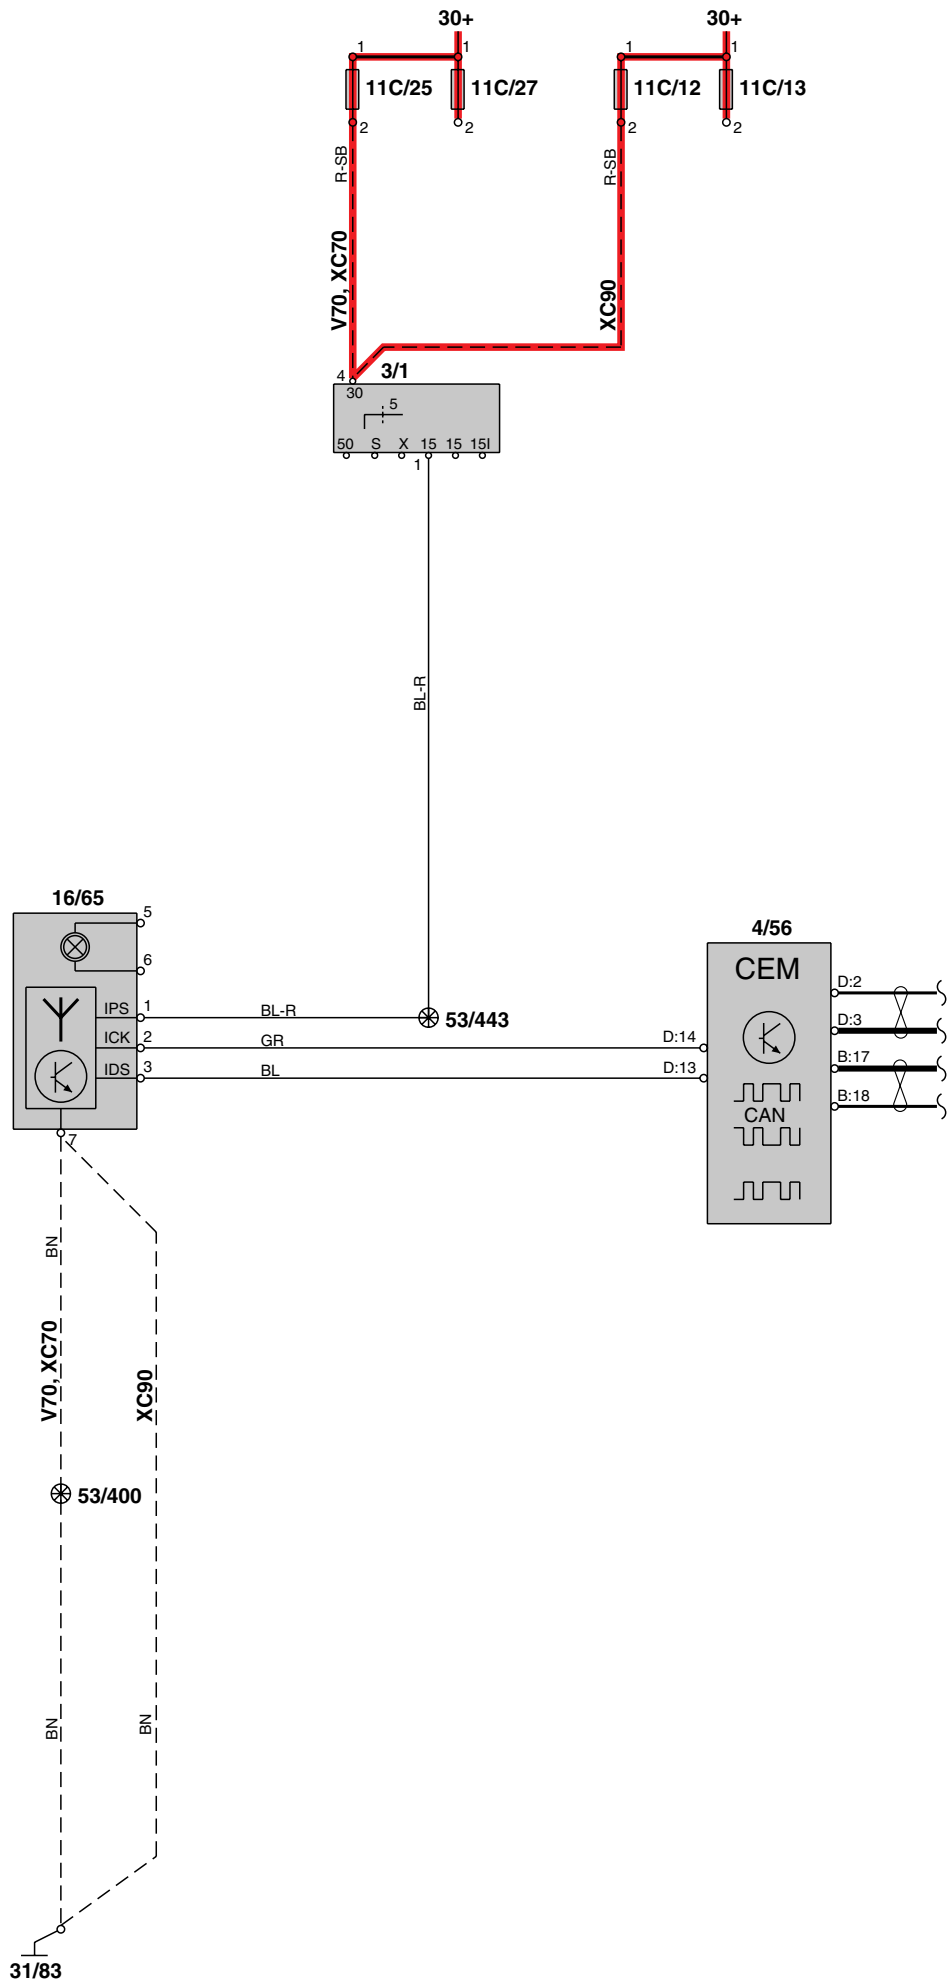 30+ 30+
1 1 1 1
11C/25 11C/27 11C/12 11C/13
2 2 2 2
R-SB R-SB
V70, XC70 XC90
4 3/1
30
5
50 S X 15 15 15I
1
BL-R
16/65
5
4/56
CEM
6
D:2
IPS 1 BL-R 53/443
D:3
ICK 2 GR D:14
IDS 3 BL D:13
B:17
B:18
CAN
7
BN
V70, XC70
XC90
53/400
BN BN
31/83